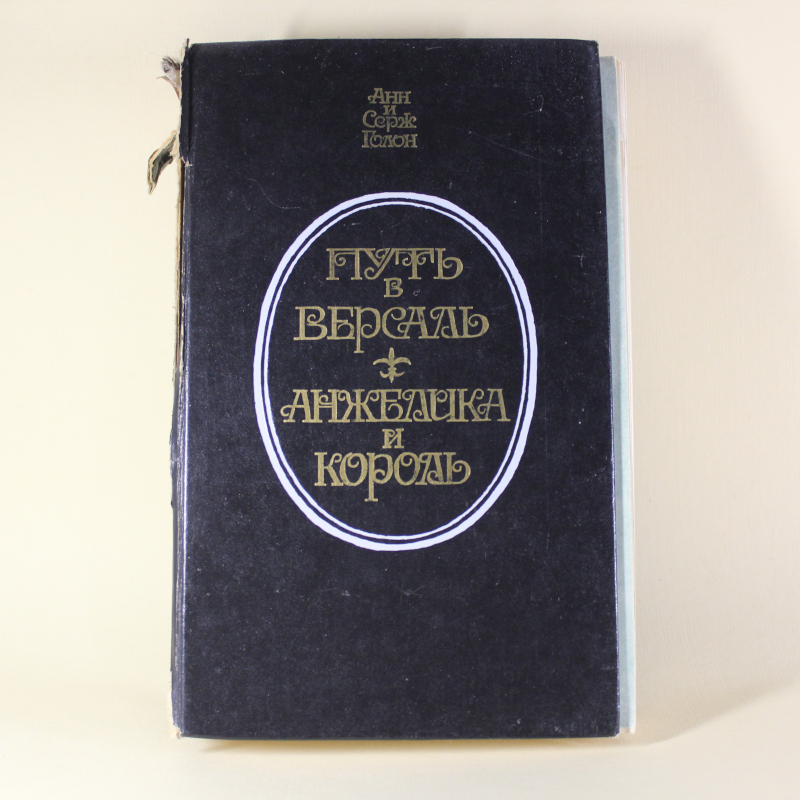 Анн
и
Серж
Голон
ПУТЬ
В
ВЕРСАЛЬ
АНЖЕЛИКА
И
КОРОЛЬ